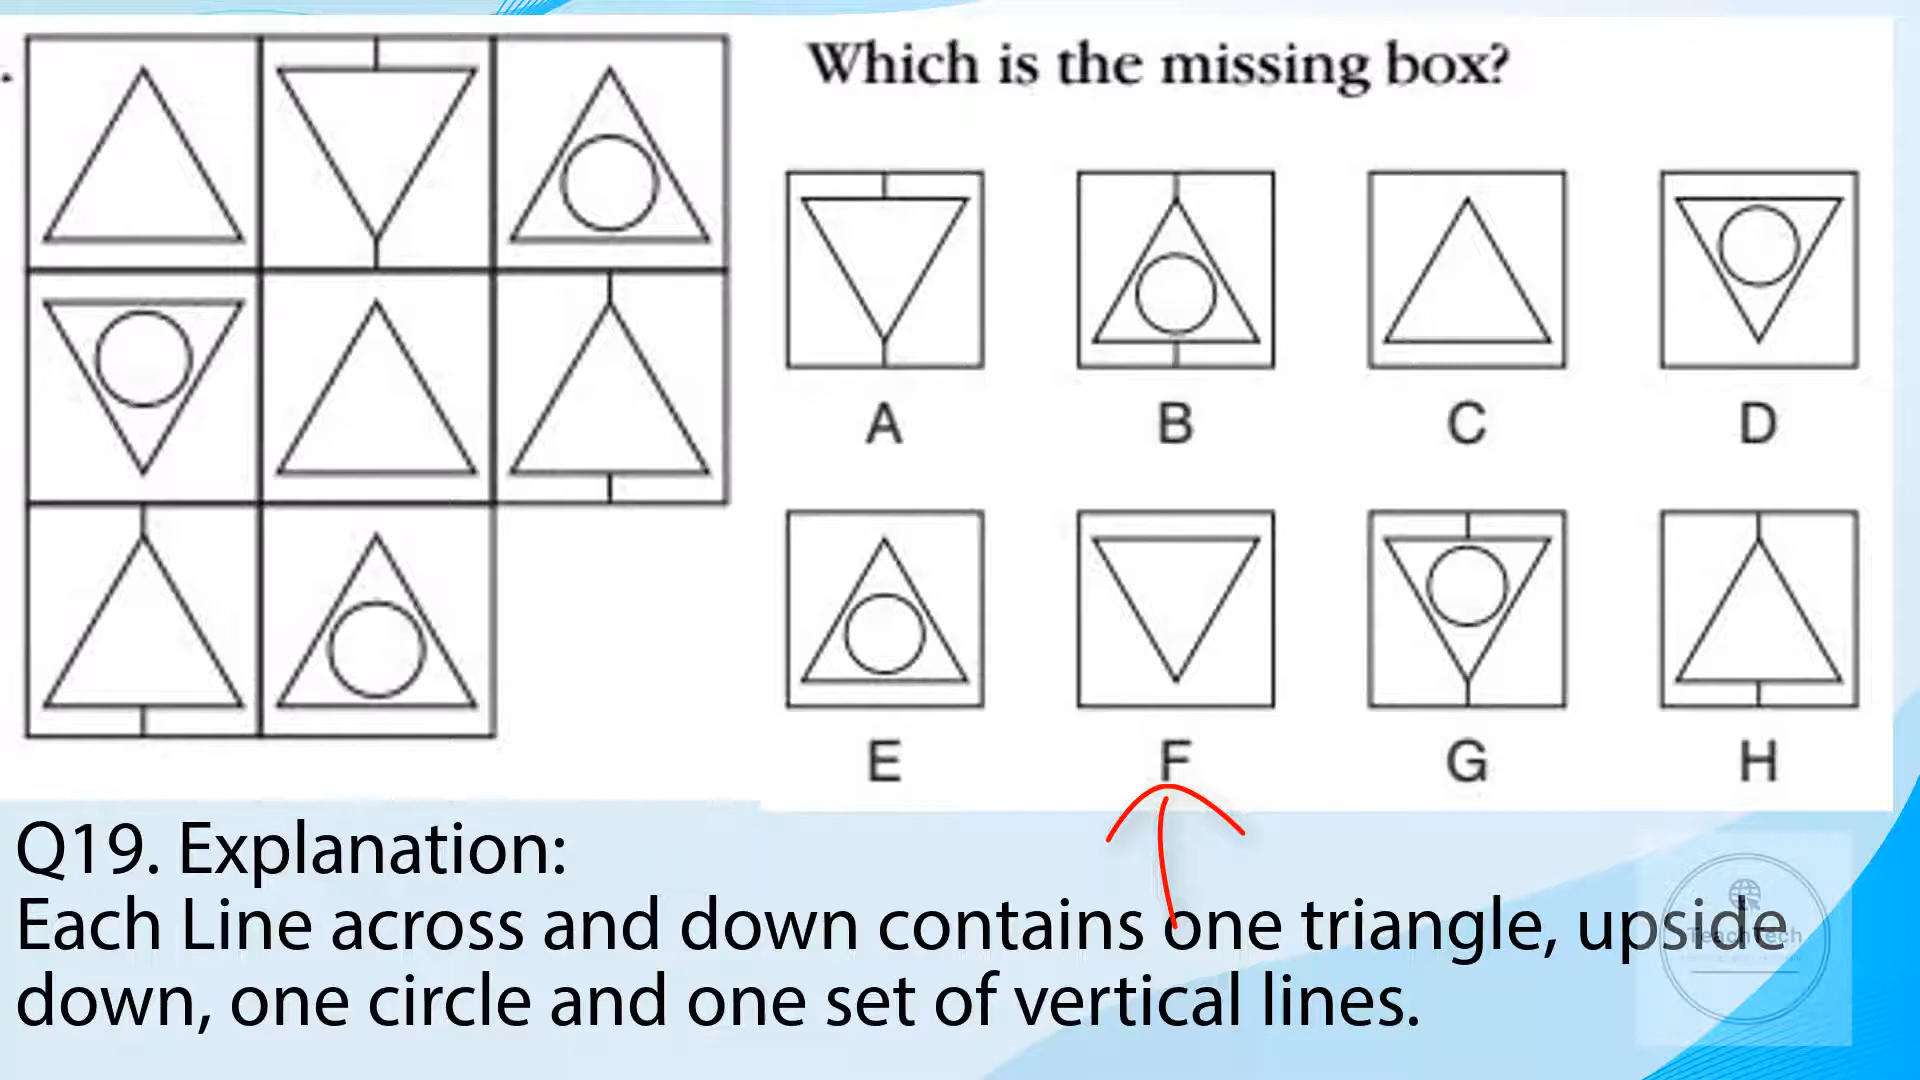 Which is the missing box?
A B C D
E F G H
Q19. Explanation:
Each Line across and down contains one triangle, upside
down, one circle and one set of vertical lines.
TeachTech